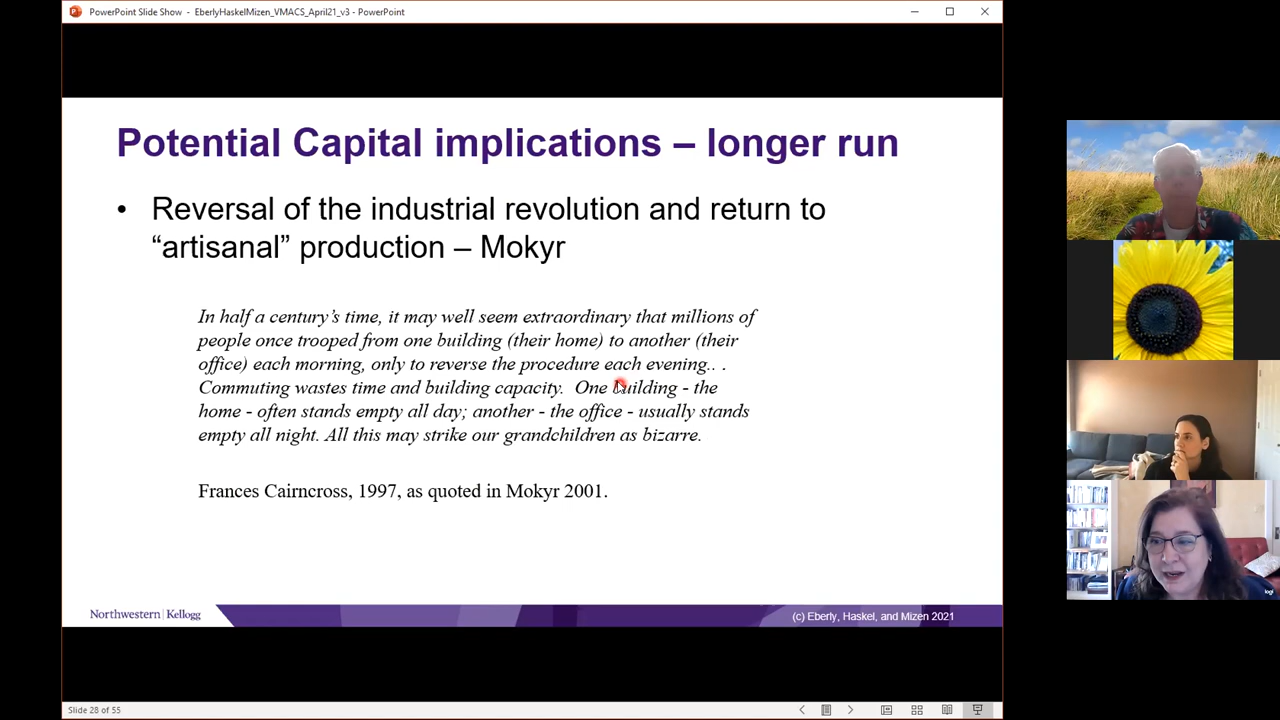 PowerPoint Slide Show - EberlyHaskelMizen_VMACS_April21_v3 - PowerPoint
Potential Capital implications – longer run
• Reversal of the industrial revolution and return to
“artisanal” production – Mokyr
In half a century’s time, it may well seem extraordinary that millions of
people once trooped from one building (their home) to another (their
office) each morning, only to reverse the procedure each evening.. .
Commuting wastes time and building capacity. One building - the
home - often stands empty all day; another - the office - usually stands
empty all night. All this may strike our grandchildren as bizarre.
Frances Cairncross, 1997, as quoted in Mokyr 2001.
Northwestern | Kellogg
(c) Eberly, Haskel, and Mizen 2021
Slide 28 of 55
logi